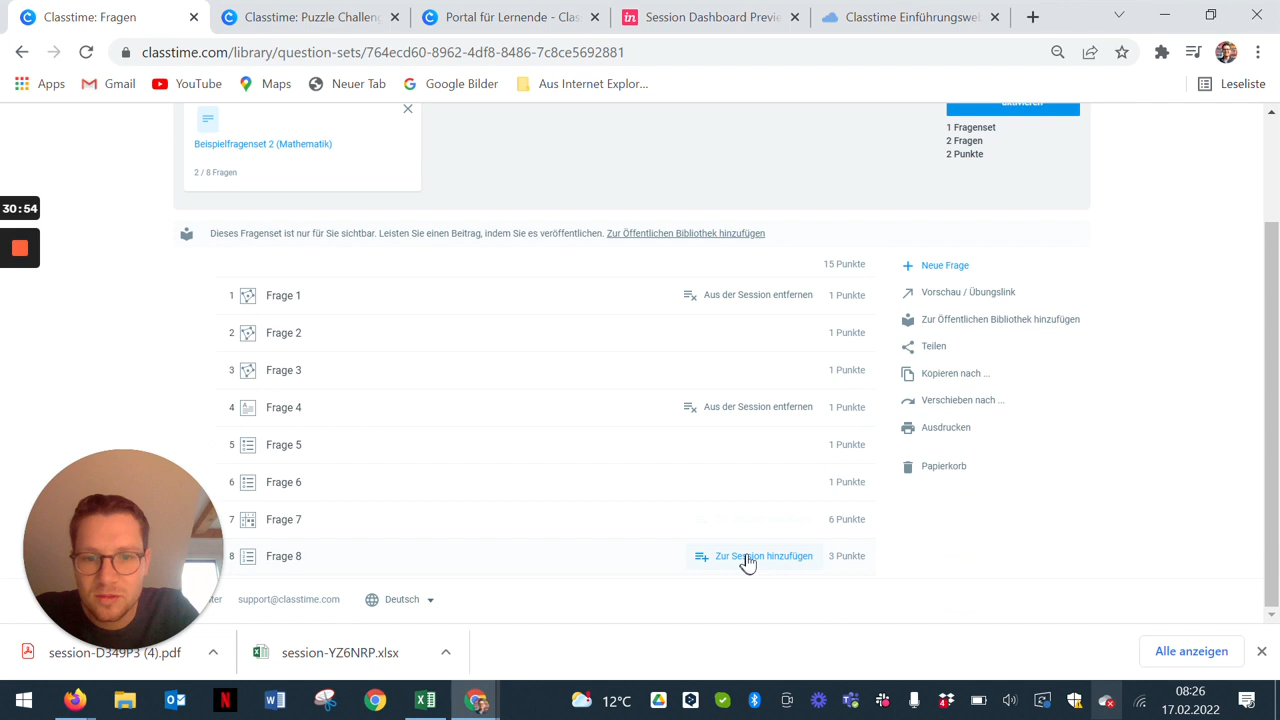 Classtime: Fragen
Classtime: Puzzle Challeng
Portal für Lernende - Clas
Session Dashboard Previe
Classtime Einführungsweb
classtime.com/library/question-sets/764ecd60-8962-4df8-8486-7c8ce5692881
Apps
Gmail
YouTube
Maps
Neuer Tab
Google Bilder
Aus Internet Explor...
Leseliste
aktivieren
Beispielfragenset 2 (Mathematik)
2 / 8 Fragen
1 Fragenset
2 Fragen
2 Punkte
30:54
Dieses Fragenset ist nur für Sie sichtbar. Leisten Sie einen Beitrag, indem Sie es veröffentlichen. Zur Öffentlichen Bibliothek hinzufügen
15 Punkte
1 Frage 1 Aus der Session entfernen 1 Punkte
2 Frage 2 1 Punkte
3 Frage 3 1 Punkte
4 Frage 4 Aus der Session entfernen 1 Punkte
5 Frage 5 1 Punkte
6 Frage 6 1 Punkte
7 Frage 7 6 Punkte
8 Frage 8 Zur Session hinzufügen 3 Punkte
Neue Frage
Vorschau / Übungslink
Zur Öffentlichen Bibliothek hinzufügen
Teilen
Kopieren nach ...
Verschieben nach ...
Ausdrucken
Papierkorb
support@classtime.com
Deutsch
session-D349P3 (4).pdf
session-YZ6NRP.xlsx
Alle anzeigen
12°C
08:26
17.02.2022